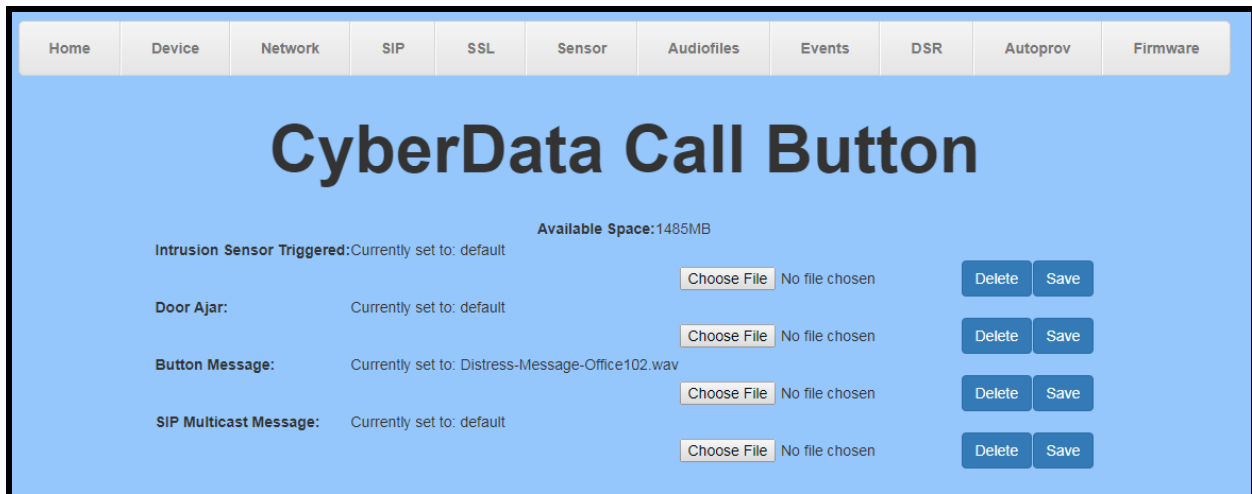 Home Device Network SIP SSL Sensor Audiofiles Events DSR Autoprov Firmware
CyberData Call Button
Available Space:1485MB
Intrusion Sensor Triggered:Currently set to: default
Choose File No file chosen Delete Save
Door Ajar: Currently set to: default
Choose File No file chosen Delete Save
Button Message: Currently set to: Distress-Message-Office102.wav
Choose File No file chosen Delete Save
SIP Multicast Message: Currently set to: default
Choose File No file chosen Delete Save